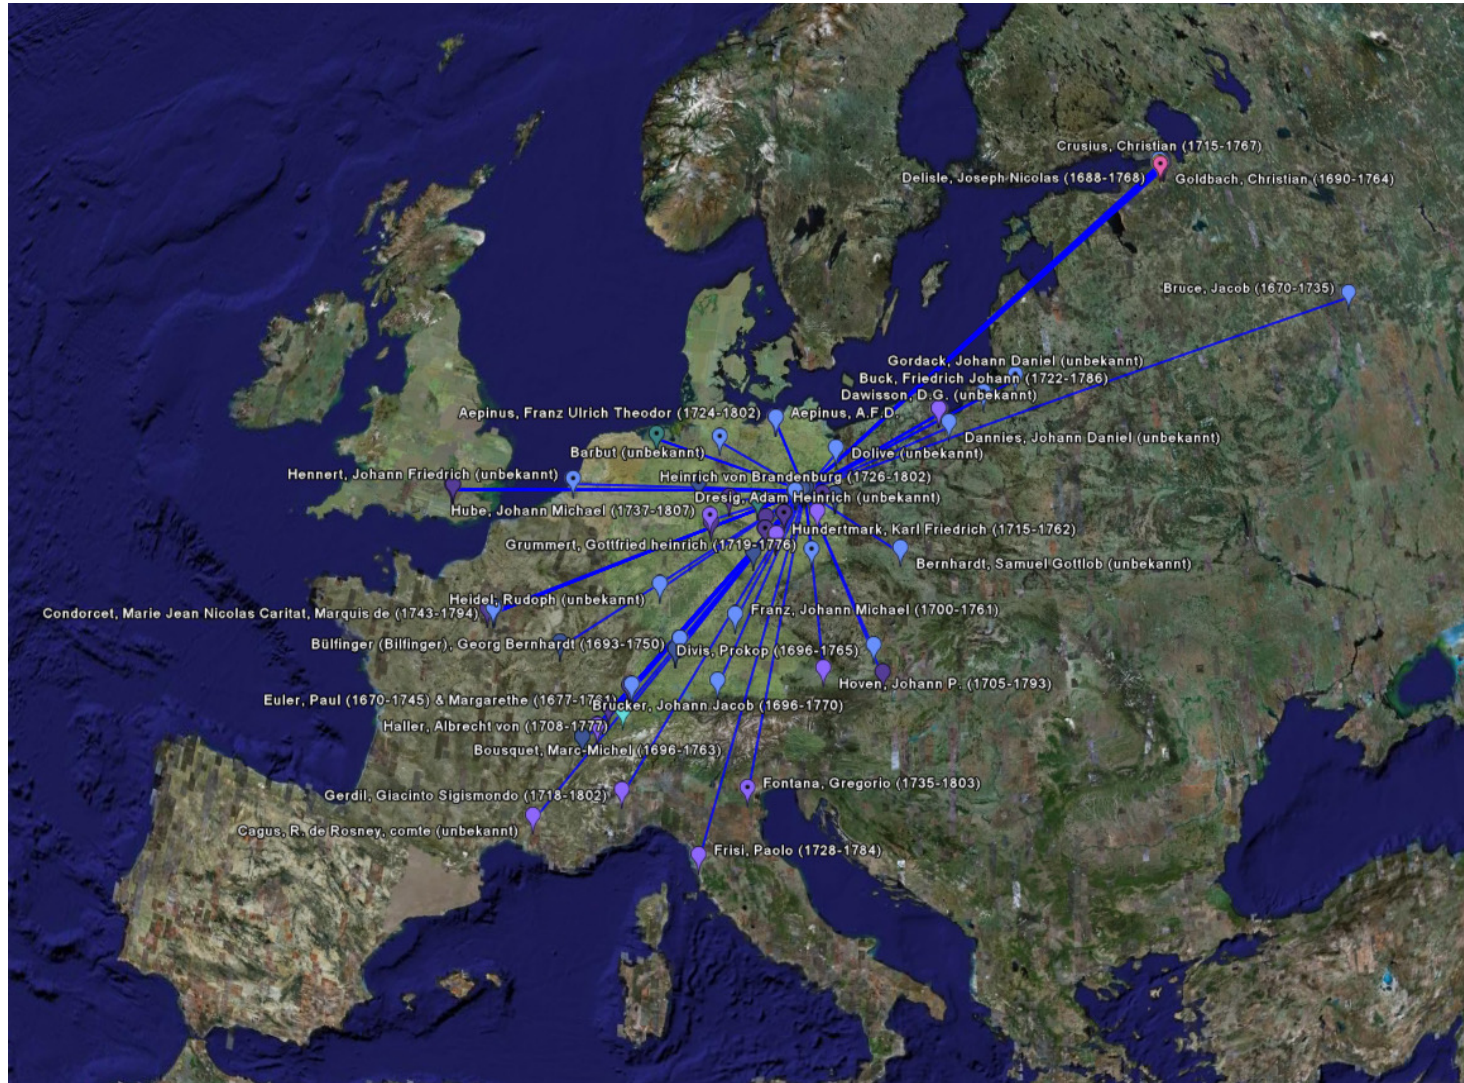 Crusius, Christian (1715-1767)
Delisle, Joseph Nicolas (1688-1768)
Goldbach, Christian (1690-1764)
Bruce, Jacob (1670-1735)
Gordack, Johann Daniel (unbekannt)
Buck, Friedrich Johann (1722-1786)
Dawisson, D.G. (unbekannt)
Aepinus, Franz Ulrich Theodor (1724-1802)
Aepinus, A.F.D.
Dannies, Johann Daniel (unbekannt)
Barbut (unbekannt)
Dolive (unbekannt)
Hennert, Johann Friedrich (unbekannt)
Heinrich von Brandenburg (1726-1802)
Dresig, Adam Heinrich (unbekannt)
Hube, Johann Michael (1737-1807)
Hundertmark, Karl Friedrich (1715-1762)
Grummert, Gottfried heinrich (1719-1776)
Bernhardt, Samuel Gottlob (unbekannt)
Heidel, Rudoph (unbekannt)
Condorcet, Marie Jean Nicolas Caritat, Marquis de (1743-1794)
Franz, Johann Michael (1700-1761)
Bülfinger (Bilfinger), Georg Bernhardt (1693-1750)
Divis, Prokop (1696-1765)
Hoven, Johann P. (1705-1793)
Euler, Paul (1670-1745) & Margarethe (1677-1761)
Brucker, Johann Jacob (1696-1770)
Haller, Albrecht von (1708-1777)
Bousquet, Marc-Michel (1696-1763)
Fontana, Gregorio (1735-1803)
Gerdil, Giacinto Sigismondo (1718-1802)
Cagus, R. de Rosney, comte (unbekannt)
Frisi, Paolo (1728-1784)